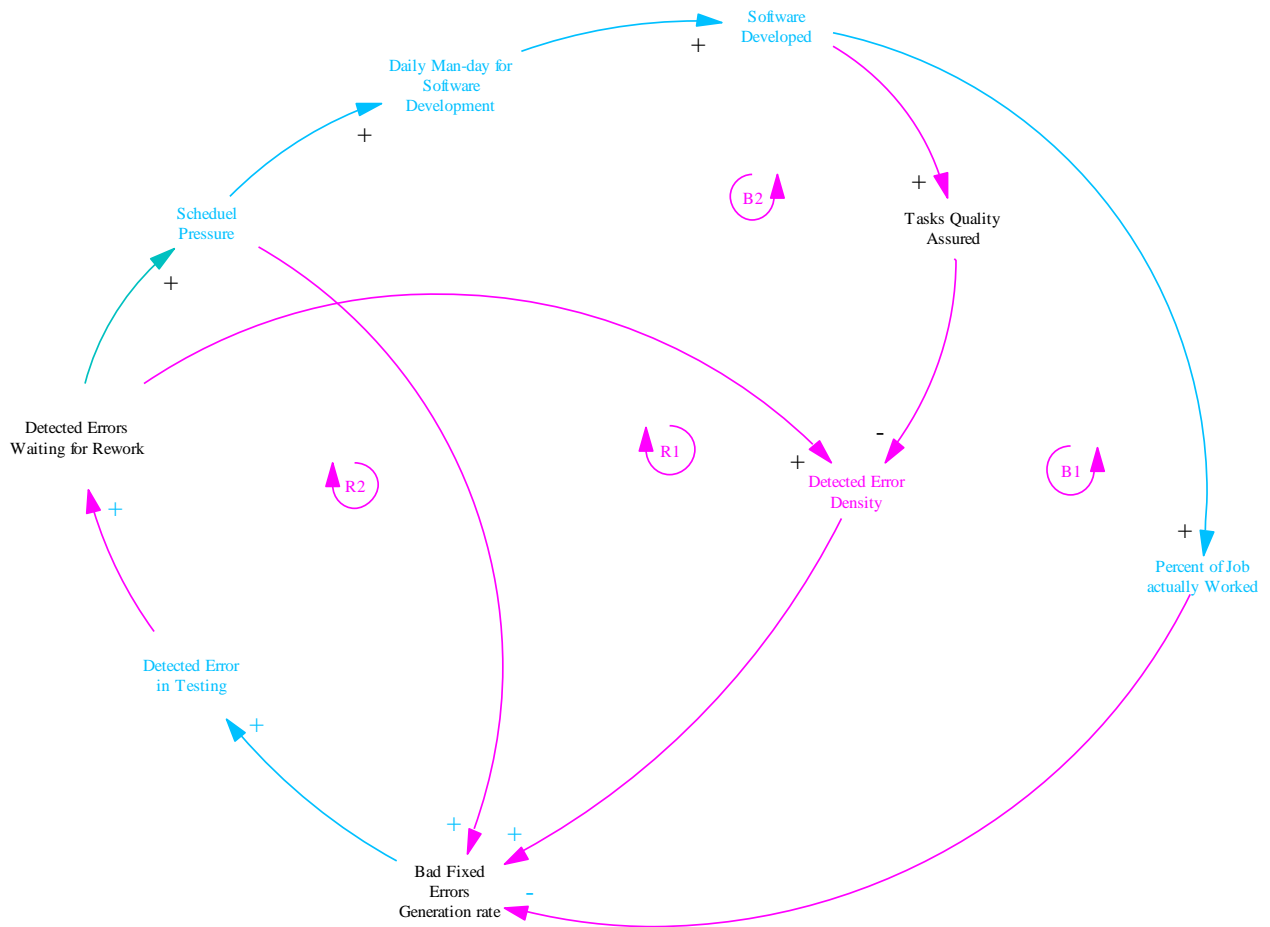 Software
Developed
+
Daily Man-day for
Software
Development
+
+
B2
Tasks Quality
Assured
Scheduel
Pressure
+
Detected Errors
Waiting for Rework
-
R1
+
B1
Detected Error
Density
R2
+
+
Percent of Job
actually Worked
Detected Error
in Testing
+
+
+
Bad Fixed
Errors
Generation rate
-